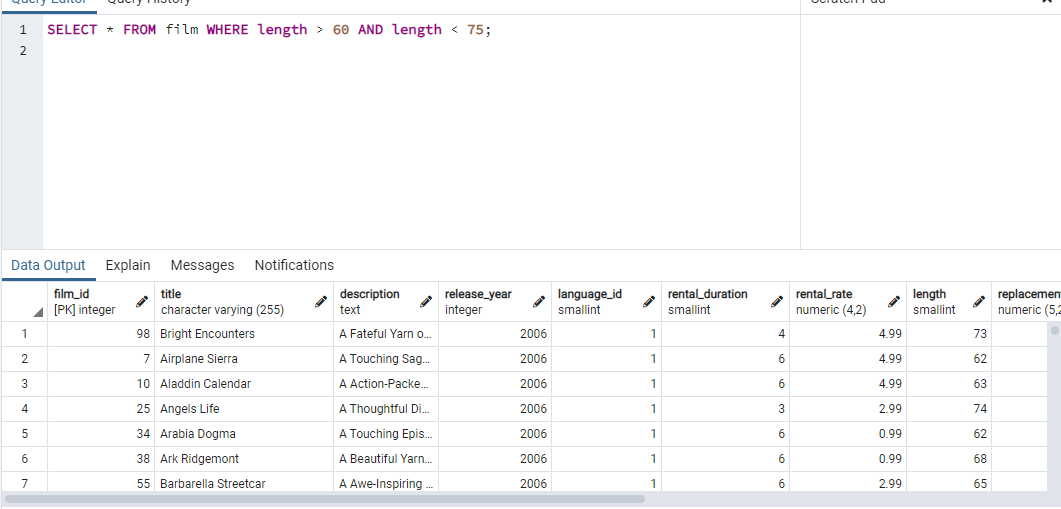 Query Editor Query History Scratch Pad
1 SELECT * FROM film WHERE length > 60 AND length < 75;
2
Data Output Explain Messages Notifications
film_id title description release_year language_id rental_duration rental_rate length replacemen
[PK] integer character varying (255) text integer smallint smallint numeric (4,2) smallint numeric (5,2
1 98 Bright Encounters A Fateful Yarn o... 2006 1 4 4.99 73
2 7 Airplane Sierra A Touching Sag... 2006 1 6 4.99 62
3 10 Aladdin Calendar A Action-Packe... 2006 1 6 4.99 63
4 25 Angels Life A Thoughtful Di... 2006 1 3 2.99 74
5 34 Arabia Dogma A Touching Epis... 2006 1 6 0.99 62
6 38 Ark Ridgemont A Beautiful Yarn... 2006 1 6 0.99 68
7 55 Barbarella Streetcar A Awe-Inspiring ... 2006 1 6 2.99 65